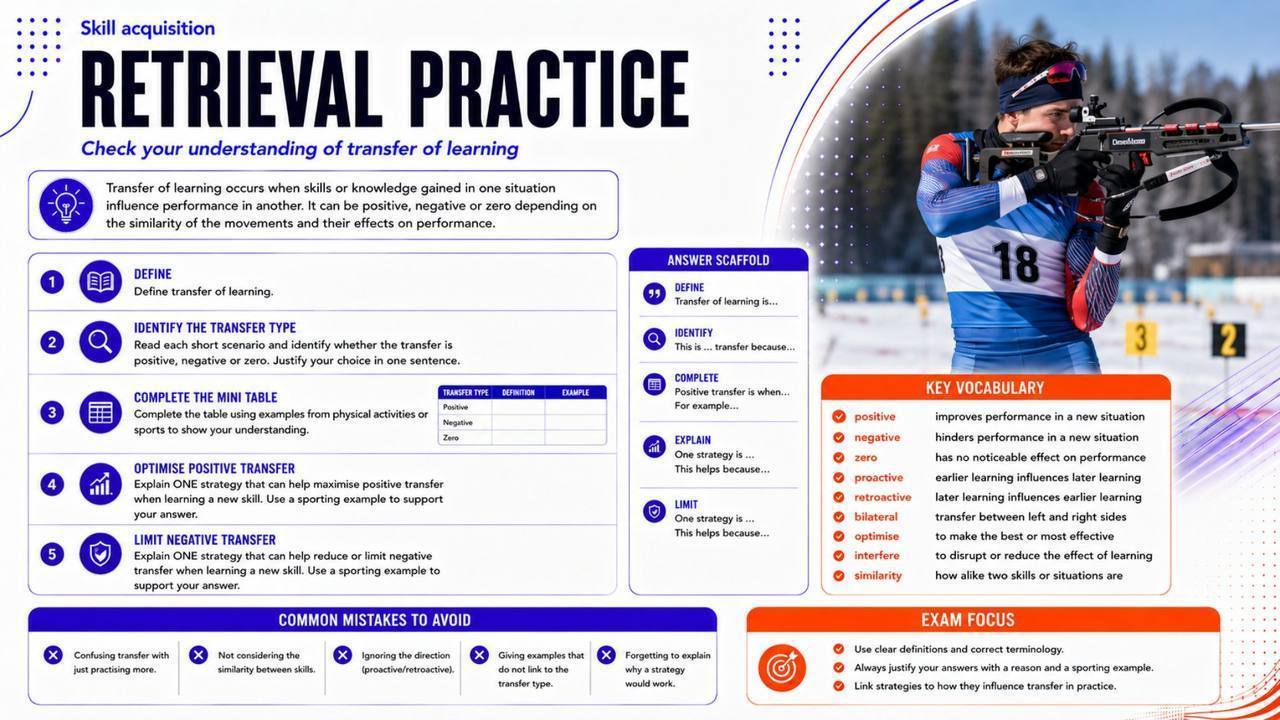 Skill acquisition
RETRIEVAL PRACTICE
Check your understanding of transfer of learning
Transfer of learning occurs when skills or knowledge gained in one situation
influence performance in another. It can be positive, negative or zero depending on
the similarity of the movements and their effects on performance.
1
DEFINE
Define transfer of learning.
2
IDENTIFY THE TRANSFER TYPE
Read each short scenario and identify whether the transfer is
positive, negative or zero. Justify your choice in one sentence.
3
COMPLETE THE MINI TABLE
Complete the table using examples from physical activities or
sports to show your understanding.
TRANSFER TYPE DEFINITION EXAMPLE
Positive
Negative
Zero
4
OPTIMISE POSITIVE TRANSFER
Explain ONE strategy that can help maximise positive transfer
when learning a new skill. Use a sporting example to support
your answer.
5
LIMIT NEGATIVE TRANSFER
Explain ONE strategy that can help reduce or limit negative
transfer when learning a new skill. Use a sporting example to
support your answer.
ANSWER SCAFFOLD
DEFINE
Transfer of learning is...
IDENTIFY
This is ... transfer because...
COMPLETE
Positive transfer is when...
For example...
EXPLAIN
One strategy is ...
This helps because...
LIMIT
One strategy is ...
This helps because...
18
3
2
KEY VOCABULARY
positive improves performance in a new situation
negative hinders performance in a new situation
zero has no noticeable effect on performance
proactive earlier learning influences later learning
retroactive later learning influences earlier learning
bilateral transfer between left and right sides
optimise to make the best or most effective
interfere to disrupt or reduce the effect of learning
similarity how alike two skills or situations are
COMMON MISTAKES TO AVOID
Confusing transfer with
just practising more.
Not considering the
similarity between skills.
Ignoring the direction
(proactive/retroactive).
Giving examples that
do not link to the
transfer type.
Forgetting to explain
why a strategy
would work.
EXAM FOCUS
Use clear definitions and correct terminology.
Always justify your answers with a reason and a sporting example.
Link strategies to how they influence transfer in practice.